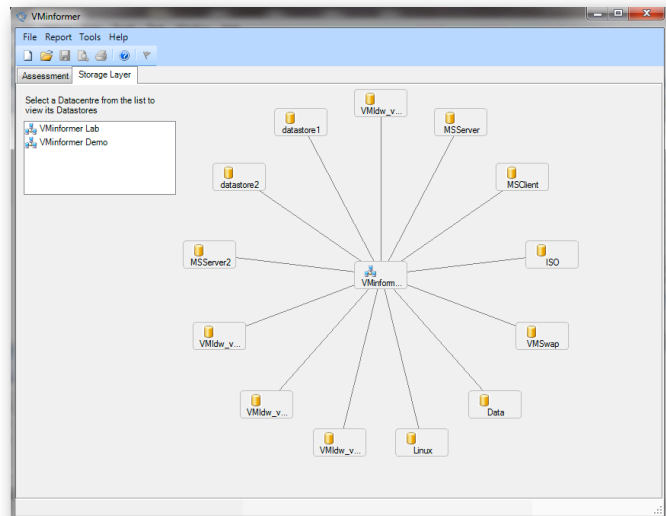 VMinformer
File Report Tools Help
Assessment Storage Layer
Select a Datacentre from the list to
view its Datastores
VMinformer Lab
VMinformer Demo
VMldw_v...
datastore1
MSServer
datastore2
MSClient
MSServer2
ISO
VMinform...
VMldw_v...
VMSwap
VMldw_v...
Data
VMldw_v...
Linux